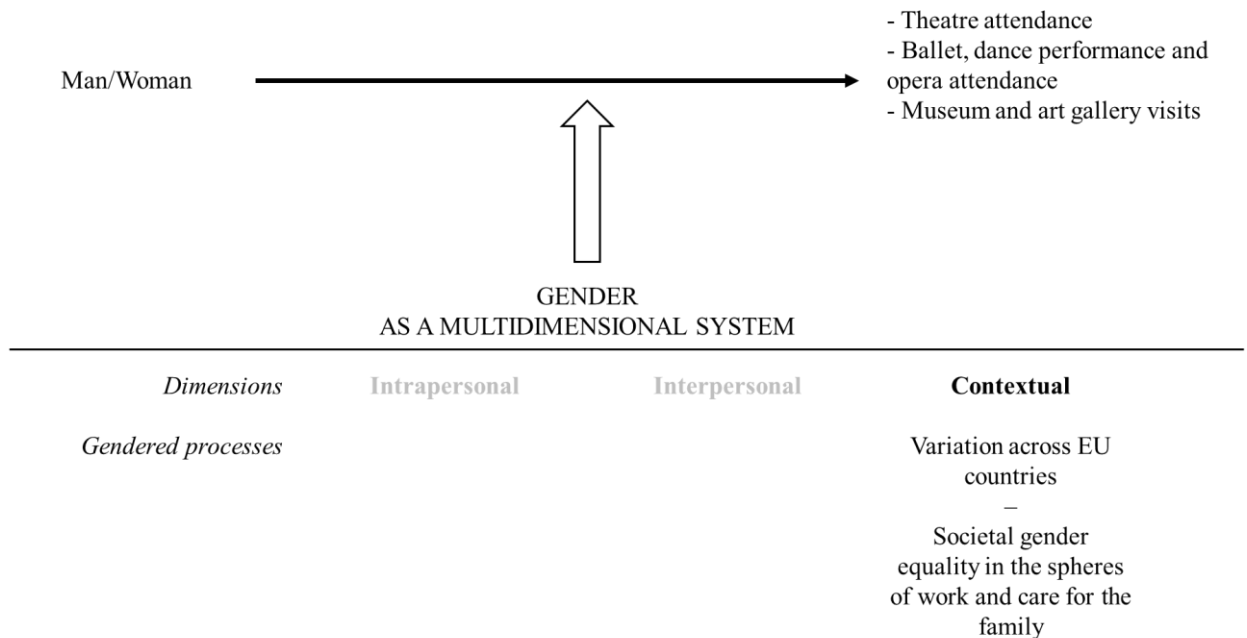 - Theatre attendance
- Ballet, dance performance and
opera attendance
- Museum and art gallery visits
Man/Woman
GENDER
AS A MULTIDIMENSIONAL SYSTEM
Dimensions Intrapersonal Interpersonal Contextual
Gendered processes Variation across EU
countries
–
Societal gender
equality in the spheres
of work and care for the
family